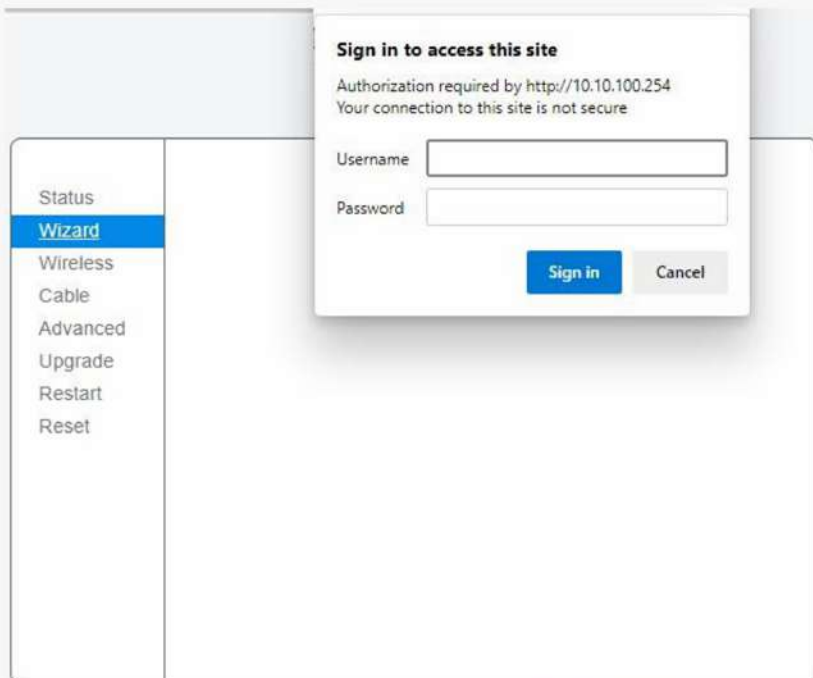 Sign in to access this site
Authorization required by http://10.10.100.254
Your connection to this site is not secure
Username
Password
Sign in
Cancel
Status
Wizard
Wireless
Cable
Advanced
Upgrade
Restart
Reset